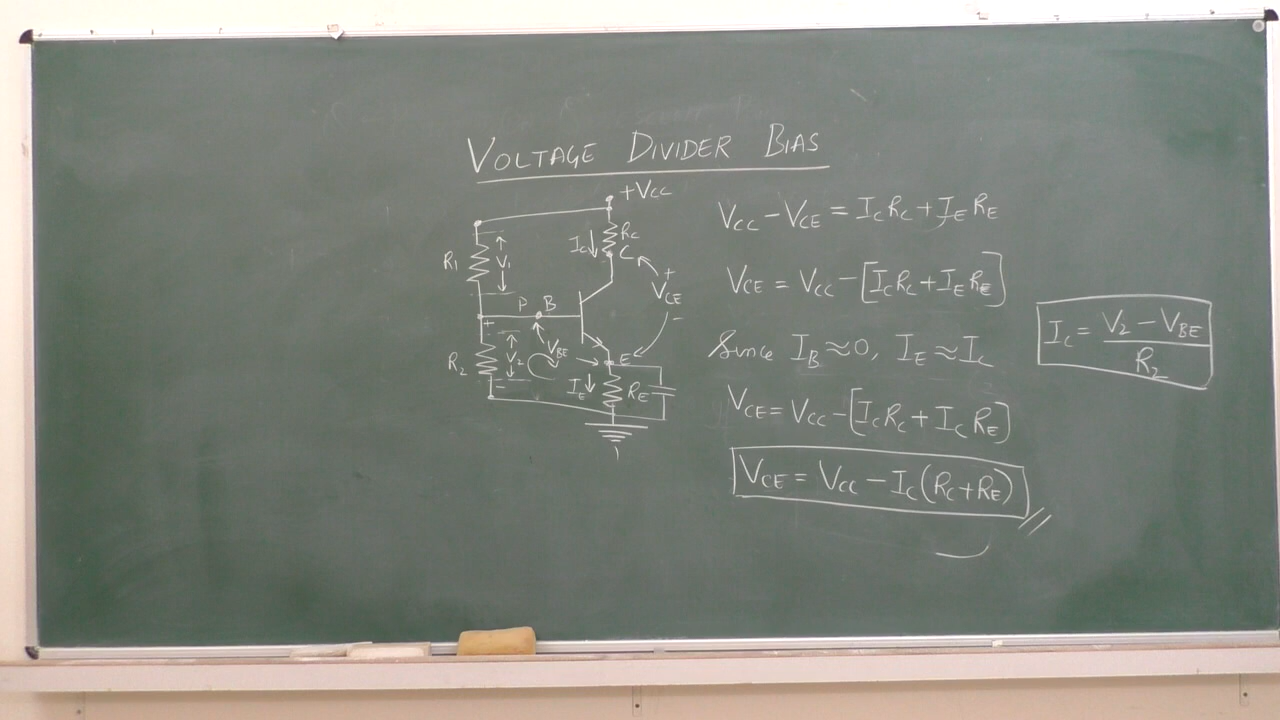 VOLTAGE DIVIDER BIAS
+VCC
R1
V1
IC
RC
C
+
VCE
-
P B
+
R2
V2
-
VBE
E
IE
RE
VCC - VCE = ICRC + IERE
VCE = VCC - [ICRC + IERE]
Since IB ≈ 0, IE ≈ IC
VCE = VCC - [ICRC + ICRE]
VCE = VCC - IC(RC + RE)
IC = V2 - VBE / R2